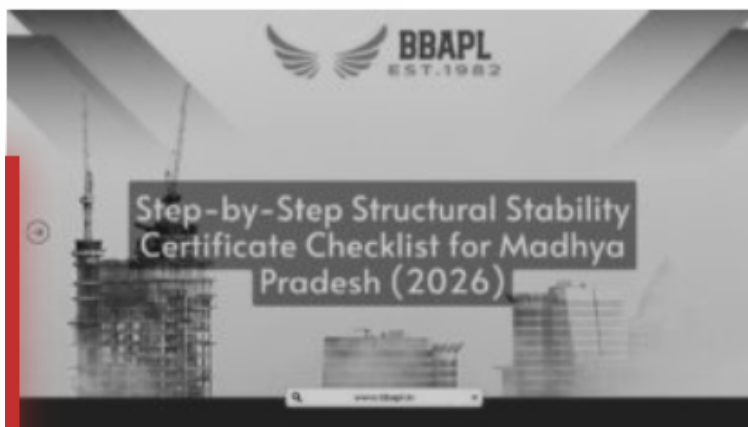 BBAPL
EST.1982
Step-by-Step Structural Stability
Certificate Checklist for Madhya
Pradesh (2026)
www.bbapl.in